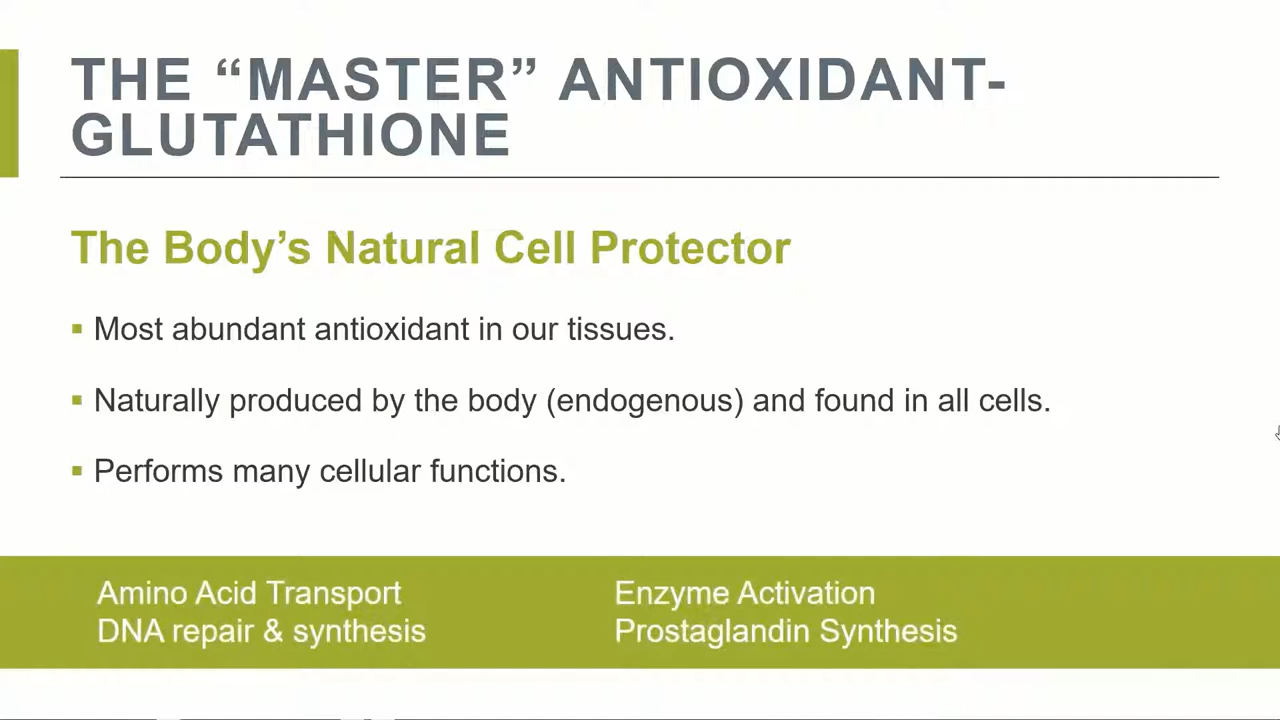 THE “MASTER” ANTIOXIDANT-
GLUTATHIONE
The Body’s Natural Cell Protector
▪ Most abundant antioxidant in our tissues.
▪ Naturally produced by the body (endogenous) and found in all cells.
▪ Performs many cellular functions.
Amino Acid Transport
DNA repair & synthesis
Enzyme Activation
Prostaglandin Synthesis